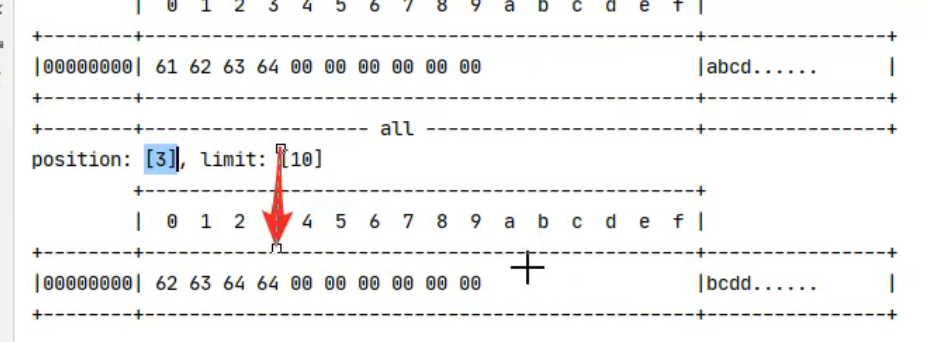 |  0  1  2  3  4  5  6  7  8  9  a  b  c  d  e  f |
+--------+-------------------------------------------------+----------------+
|00000000| 61 62 63 64 00 00 00 00 00 00                   |abcd......      |
+--------+-------------------------------------------------+----------------+
+--------+-------------------- all ------------------------+----------------+
position: [3], limit: [10]
+-------------------------------------------------+
|  0  1  2     4  5  6  7  8  9  a  b  c  d  e  f |
+--------+-------------------------------------------------+----------------+
|00000000| 62 63 64 64 00 00 00 00 00 00                   |bcdd......      |
+--------+-------------------------------------------------+----------------+